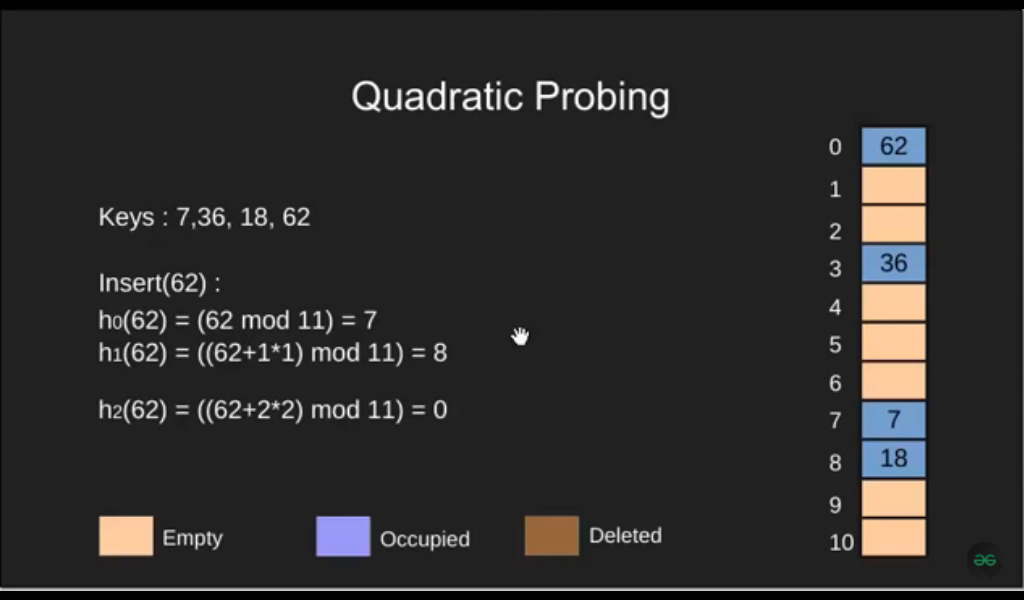 Quadratic Probing
Keys : 7,36, 18, 62
Insert(62) :
h0(62) = (62 mod 11) = 7
h1(62) = ((62+1*1) mod 11) = 8
h2(62) = ((62+2*2) mod 11) = 0
0 62
1
2
3 36
4
5
6
7 7
8 18
9
10
Empty Occupied Deleted